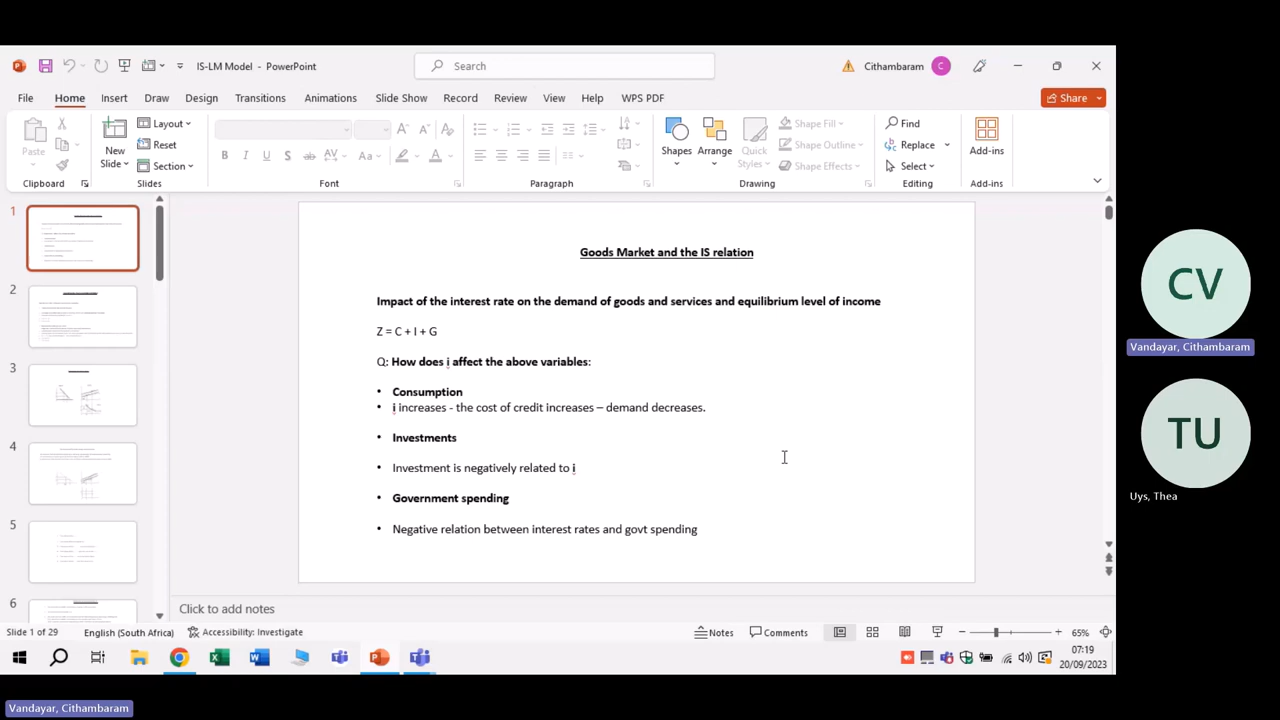 IS-LM Model - PowerPoint
Search
Cithambaram
C
File Home Insert Draw Design Transitions Animations Slide Show Record Review View Help WPS PDF
Share
Paste
New Slide
Layout
Reset
Section
Shapes
Arrange
Quick Styles
Shape Fill
Shape Outline
Shape Effects
Find
Replace
Select
Add-ins
Clipboard Slides Font Paragraph Drawing Editing Add-ins
1
2
3
4
5
6
Goods Market and the IS relation
Impact of the interest rate on the demand of goods and services and equilibrium level of income
Z = C + I + G
Q: How does i affect the above variables:
• Consumption
• i increases - the cost of credit increases – demand decreases.
• Investments
• Investment is negatively related to i
• Government spending
• Negative relation between interest rates and govt spending
Click to add notes
Slide 1 of 29 English (South Africa) Accessibility: Investigate Notes Comments 65%
07:19
20/09/2023
CV
Vandayar, Cithambaram
TU
Uys, Thea
Vandayar, Cithambaram